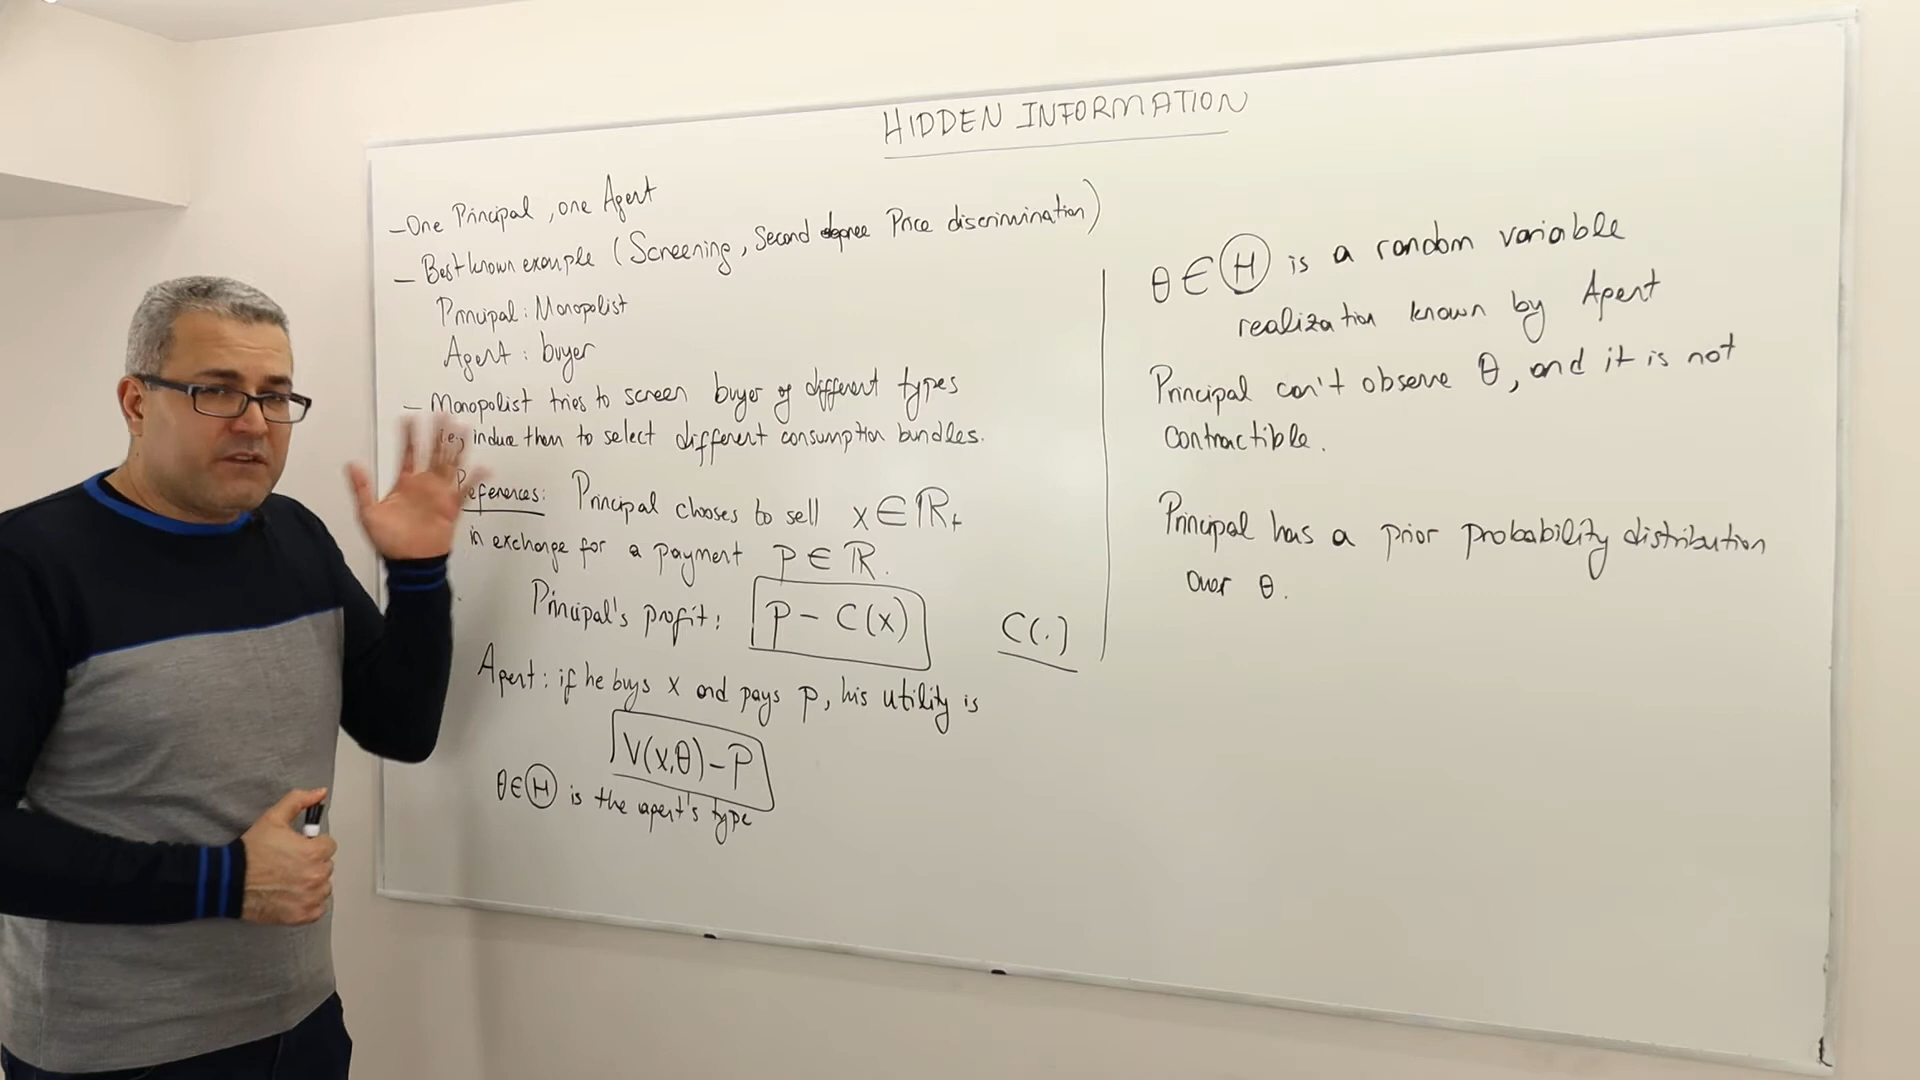 HIDDEN INFORMATION
– One Principal, one Agent
– Best known example (Screening, Second degree Price discrimination)
Principal: Monopolist
Agent: buyer
– Monopolist tries to screen buyer of different types
i.e., induce them to select different consumption bundles.
References: Principal chooses to sell x ∈ ℝ₊
in exchange for a payment P ∈ ℝ.
Principal's profit: P – C(x) C(.)
Agent: if he buys x and pays P, his utility is
V(x,θ) – P
θ ∈ Ⓗ is the agent's type
θ ∈ Ⓗ is a random variable
realization known by Agent
Principal can't observe θ, and it is not
contractible.
Principal has a prior probability distribution
over θ.